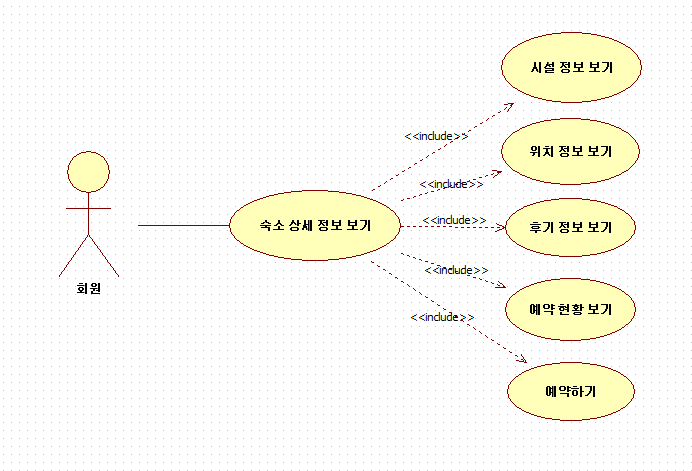 시설 정보 보기
<<include>>
위치 정보 보기
<<include>>
숙소 상세 정보 보기
<<include>>
후기 정보 보기
<<include>>
회원
예약 현황 보기
<<include>>
예약하기